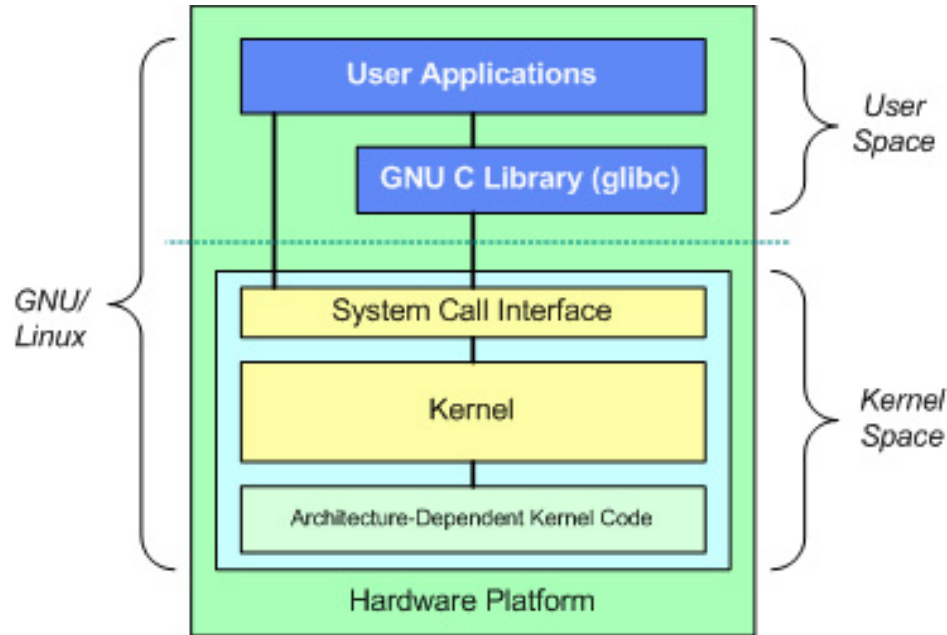 User Applications
User
Space
GNU C Library (glibc)
GNU/
Linux
System Call Interface
Kernel
Kernel
Space
Architecture-Dependent Kernel Code
Hardware Platform